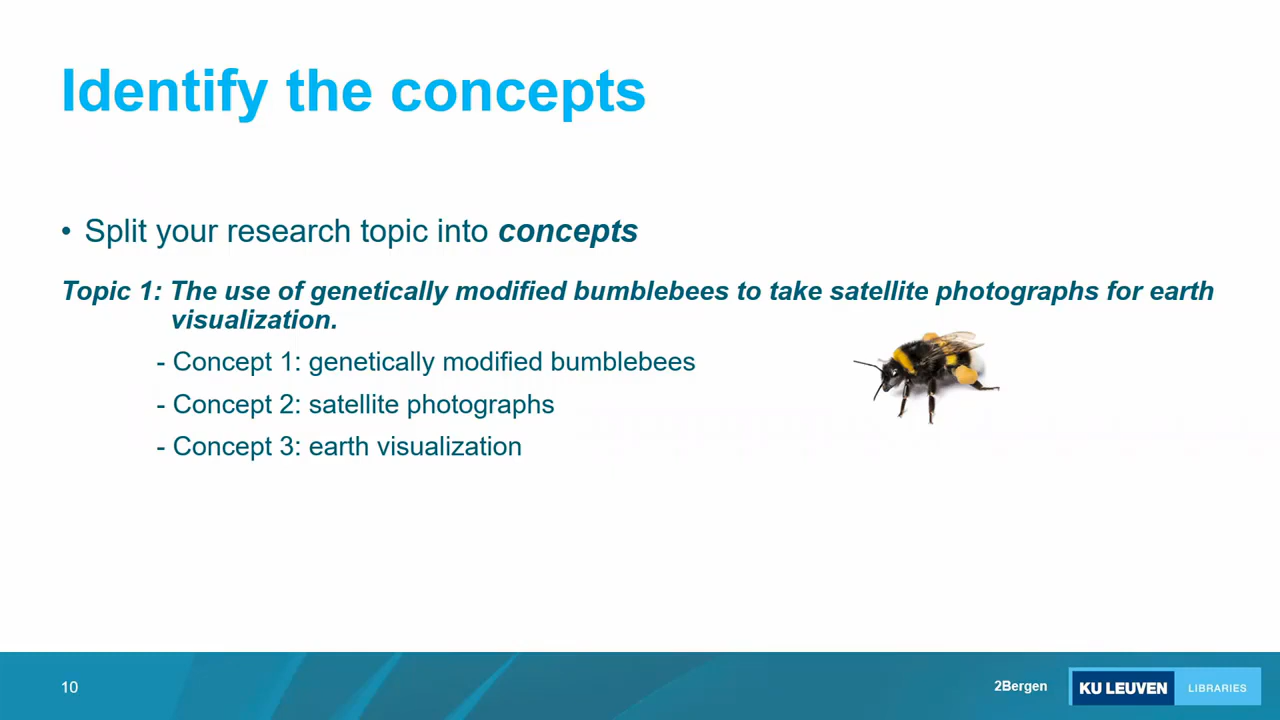 Identify the concepts
• Split your research topic into concepts
Topic 1: The use of genetically modified bumblebees to take satellite photographs for earth
visualization.
- Concept 1: genetically modified bumblebees
- Concept 2: satellite photographs
- Concept 3: earth visualization
10
2Bergen
KU LEUVEN LIBRARIES